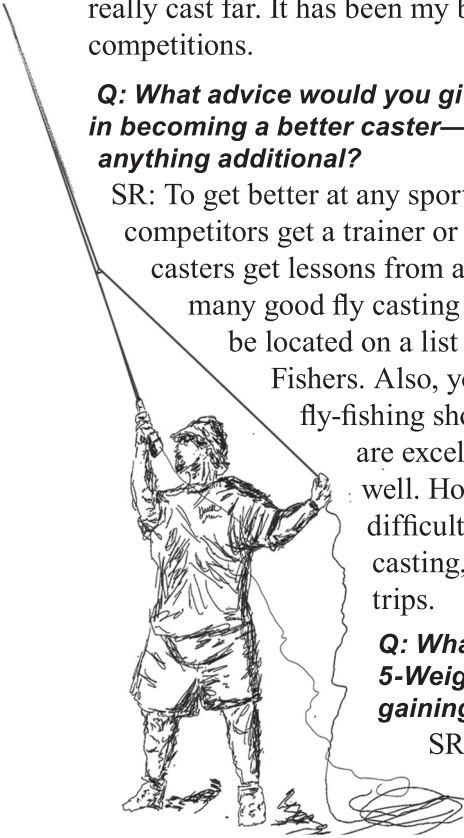 really cast far. It has been my b
competitions.
Q: What advice would you gi
in becoming a better caster—
anything additional?
SR: To get better at any sport
competitors get a trainer or
casters get lessons from a
many good fly casting
be located on a list
Fishers. Also, yo
fly-fishing sho
are excel
well. Ho
difficult
casting,
trips.
Q: Wha
5-Weig
gaining
SR